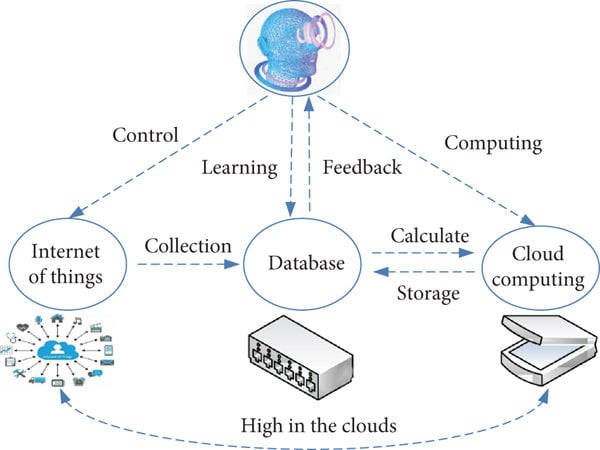 Control
Learning
Feedback
Computing
Internet
of things
Collection
Database
Calculate
Storage
Cloud
computing
High in the clouds